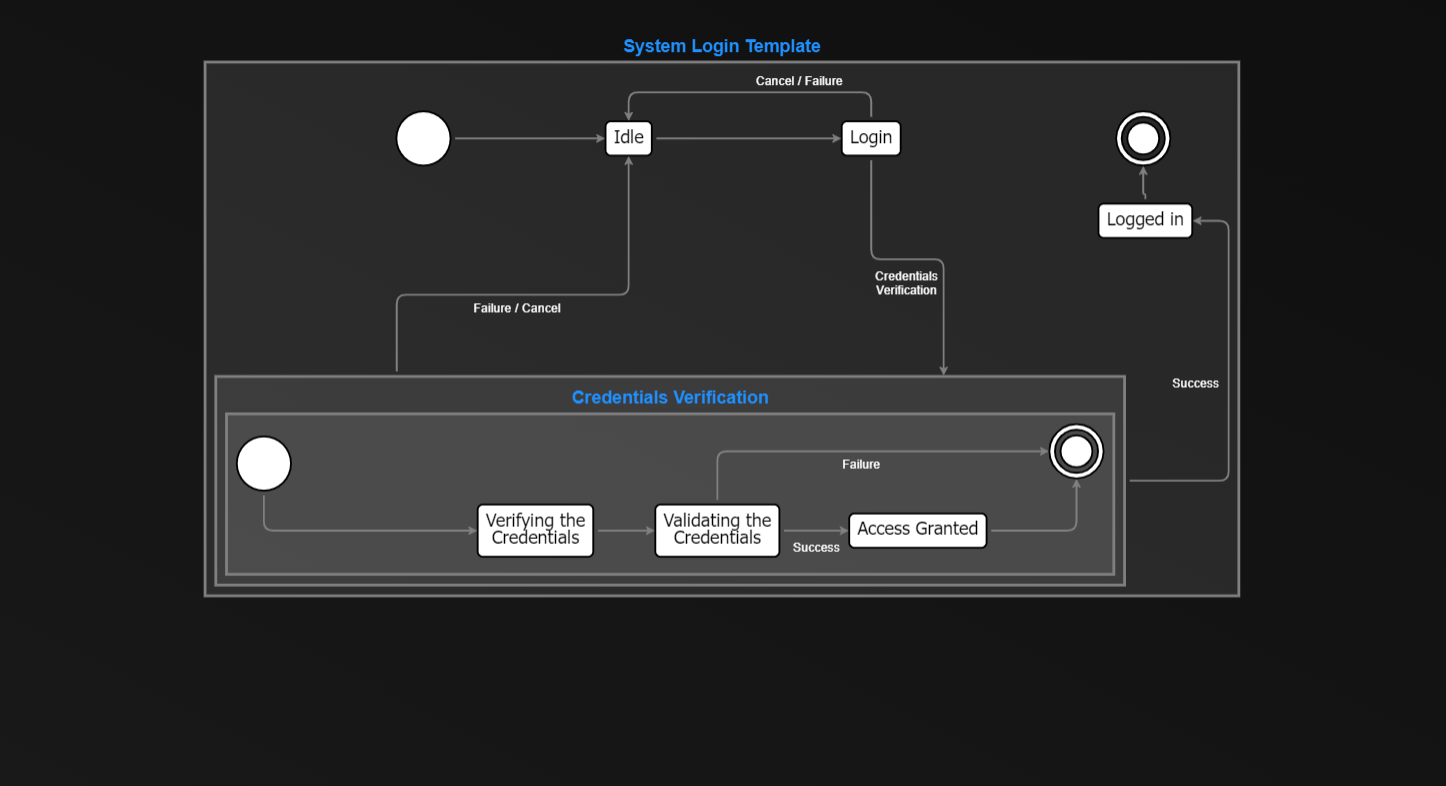 System Login Template
Cancel / Failure
Idle
Login
Logged in
Credentials
Verification
Failure / Cancel
Success
Credentials Verification
Failure
Verifying the
Credentials
Validating the
Credentials
Success
Access Granted